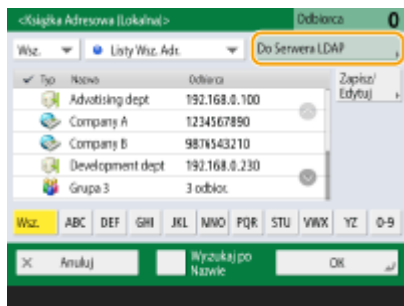 <Książka Adresowa (Lokalna)> Odbiorca 0
Wsz. Listy Wsz. Adr. Do Serwera LDAP
Typ Nazwa Odbiorca Zapisz/
Edytuj
Advatising dept 192.168.0.100
Company A 1234567890
Company B 9876543210
Development dept 192.168.0.230
Grupa 3 3 odbior.
Wsz. ABC DEF GHI JKL MNO PQR STU VWX YZ 0-9
Anuluj Wyszukaj po
Nazwie OK